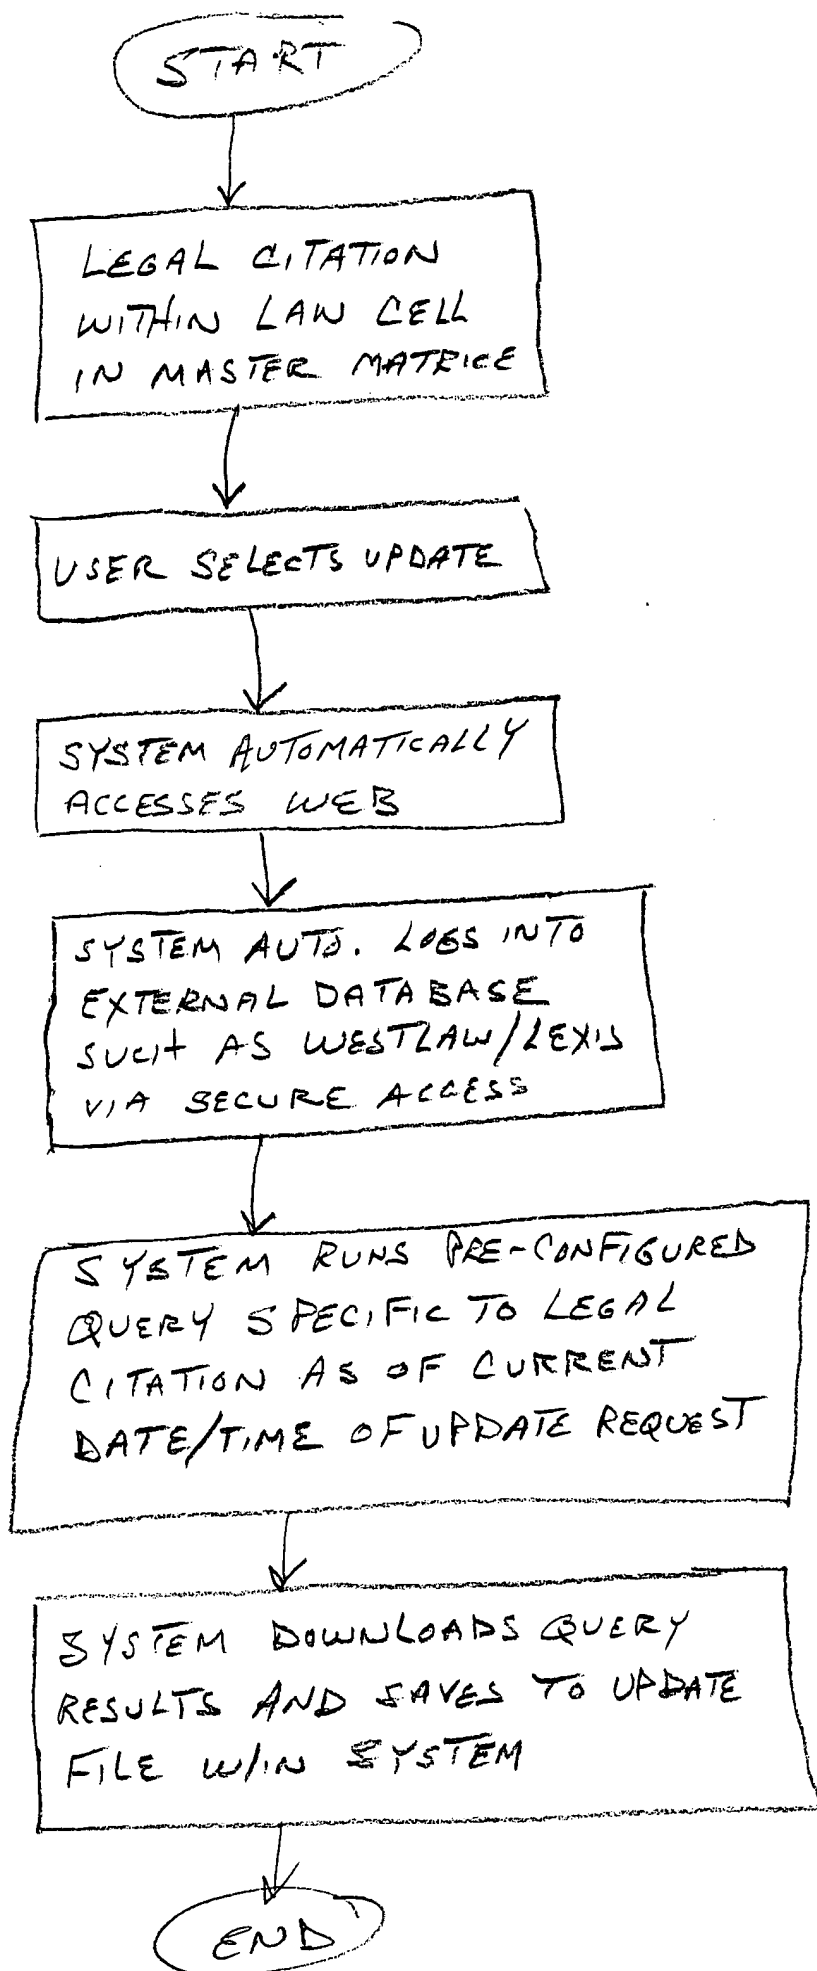 START
LEGAL CITATION
WITHIN LAW CELL
IN MASTER MATRICE
USER SELECTS UPDATE
SYSTEM AUTOMATICALLY
ACCESSES WEB
SYSTEM AUTO. LOGS INTO
EXTERNAL DATABASE
SUCH AS WESTLAW/LEXIS
VIA SECURE ACCESS
SYSTEM RUNS PRE-CONFIGURED
QUERY SPECIFIC TO LEGAL
CITATION AS OF CURRENT
DATE/TIME OF UPDATE REQUEST
SYSTEM DOWNLOADS QUERY
RESULTS AND SAVES TO UPDATE
FILE W/IN SYSTEM
END